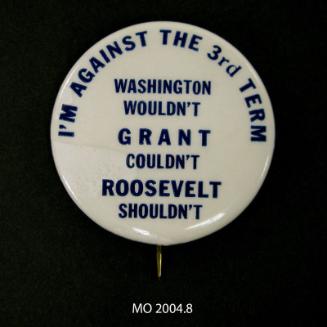 I'M AGAINST THE 3rd TERM
WASHINGTON
WOULDN'T
GRANT
COULDN'T
ROOSEVELT
SHOULDN'T
MO 2004.8